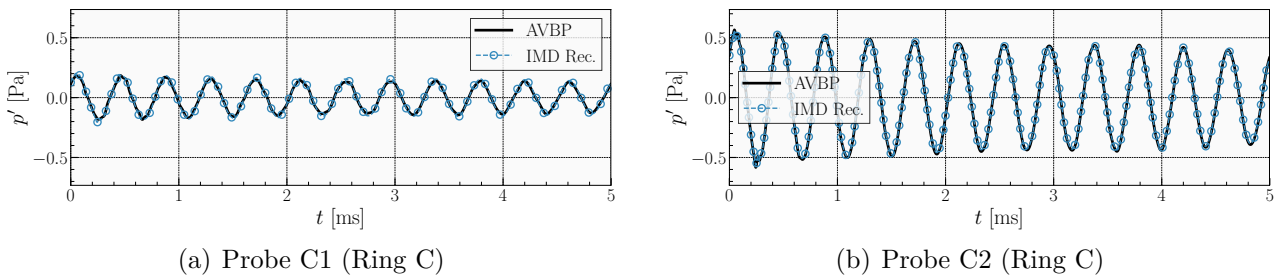 0.5
0.0
−0.5
p′ [Pa]
AVBP
IMD Rec.
0
1
2
3
4
5
t [ms]
(a) Probe C1 (Ring C)
0.5
0.0
−0.5
p′ [Pa]
AVBP
IMD Rec.
0
1
2
3
4
5
t [ms]
(b) Probe C2 (Ring C)